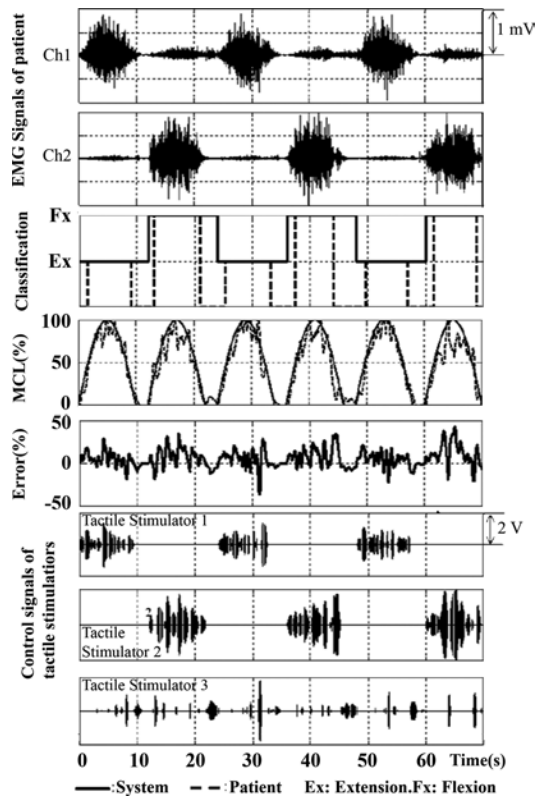 EMG Signals of patient
Ch1
1 mV
Ch2
Classification
Fx
Ex
MCL(%)
100
50
0
Error(%)
50
0
-50
Control signals of
tactile stimulatiors
Tactile Stimulator 1
2 V
2
Tactile
Stimulator 2
Tactile Stimulator 3
0 10 20 30 40 50 60 Time(s)
:System :Patient Ex: Extension.Fx: Flexion